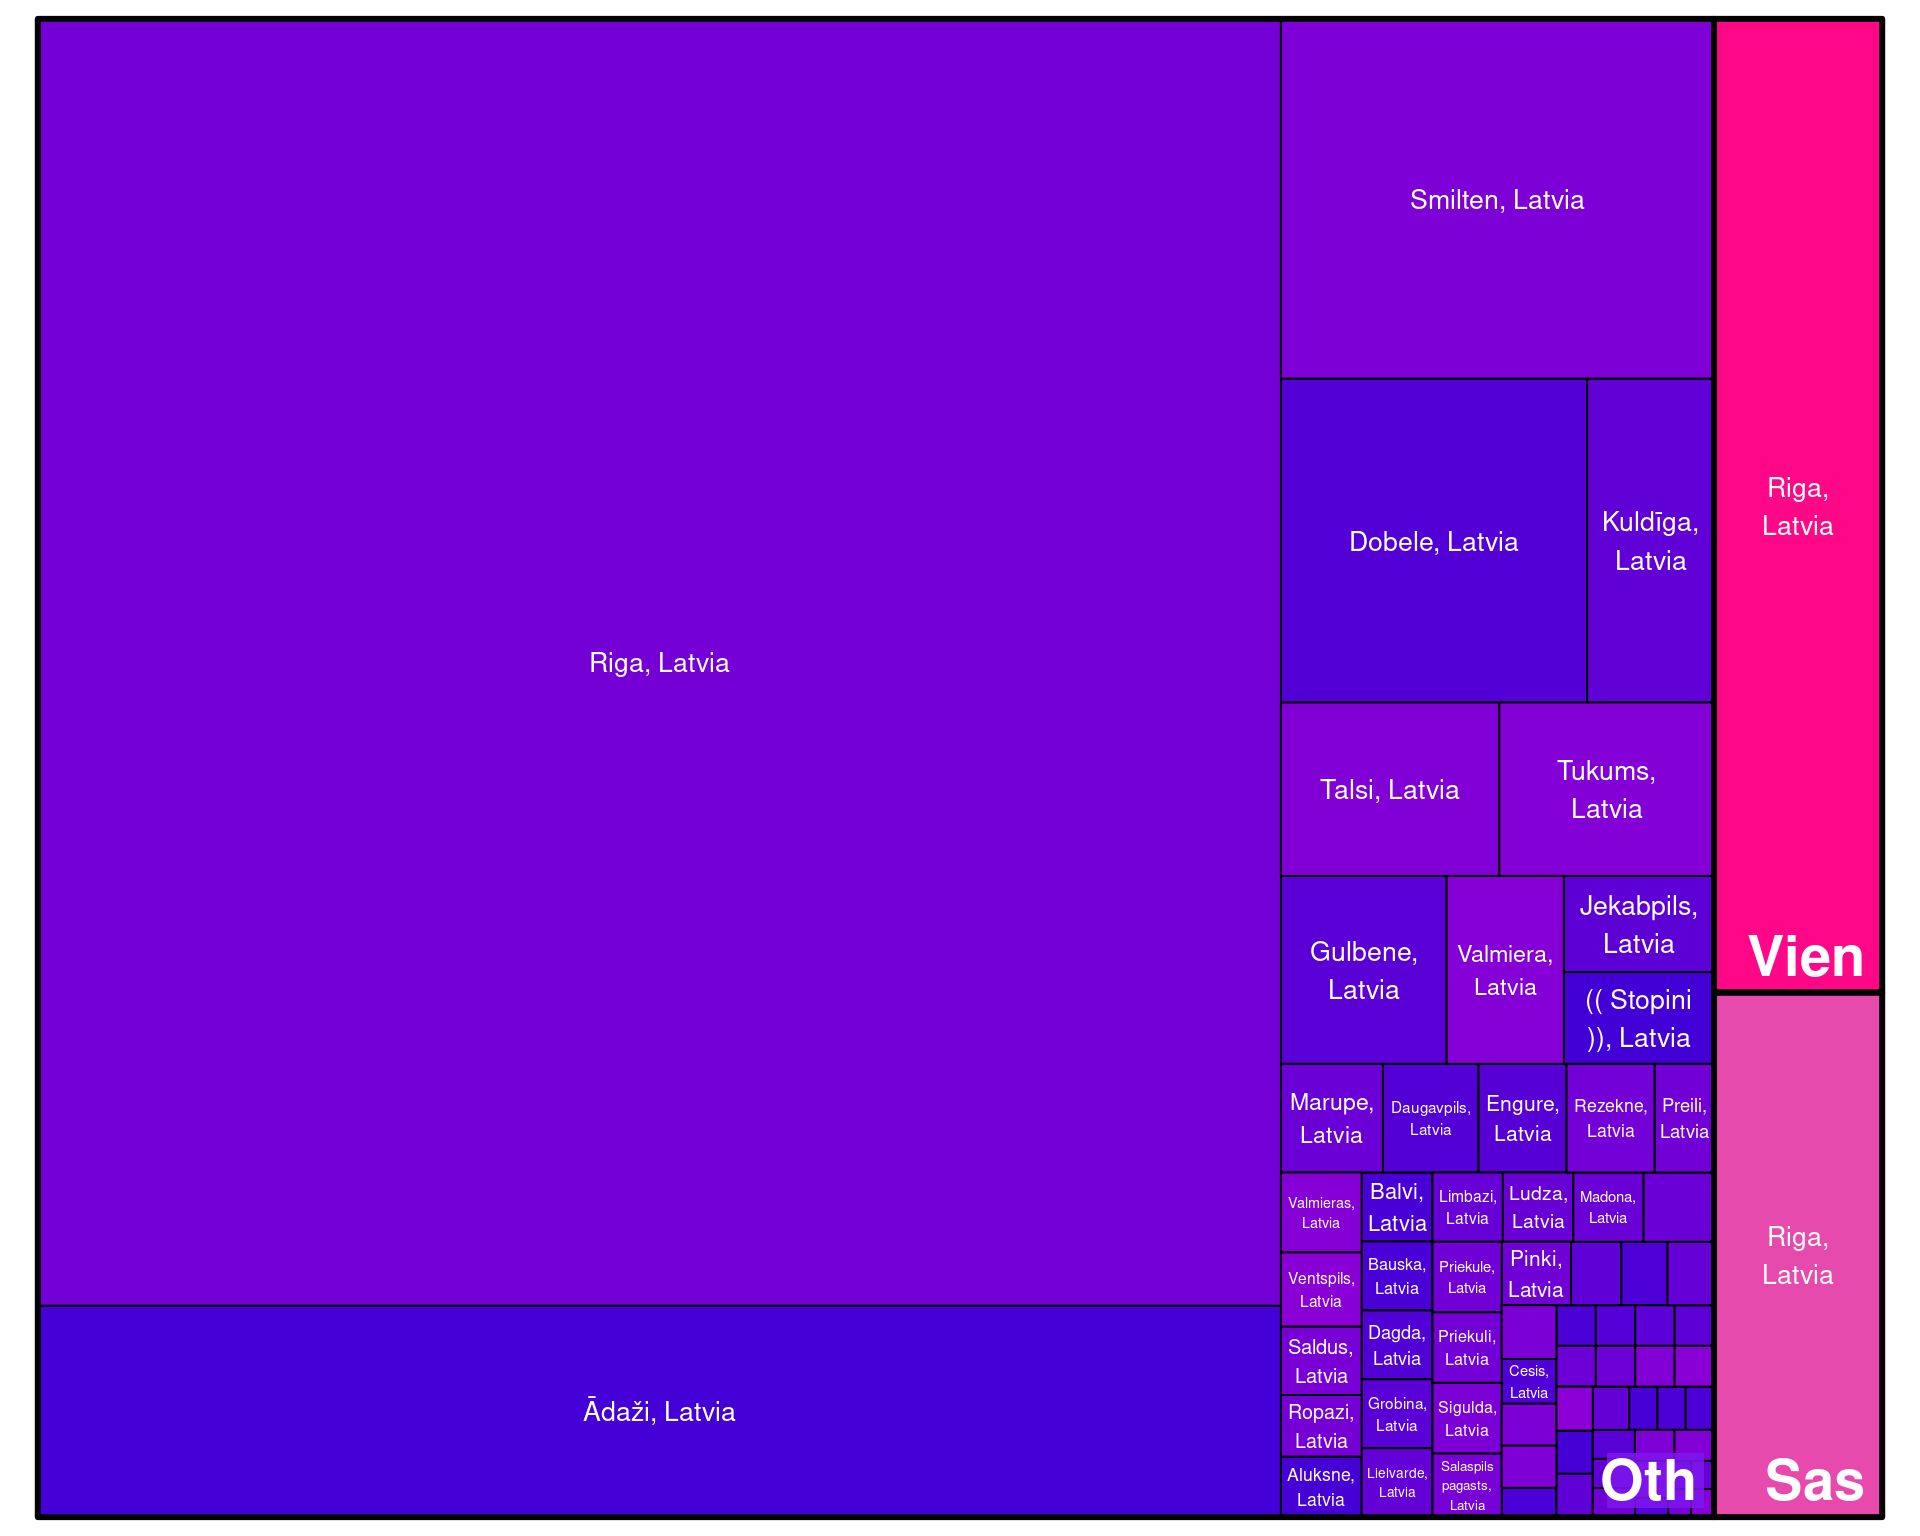 Riga, Latvia
Ādaži, Latvia
Smilten, Latvia
Dobele, Latvia
Kuldīga,
Latvia
Talsi, Latvia
Tukums,
Latvia
Gulbene,
Latvia
Valmiera,
Latvia
Jekabpils,
Latvia
(( Stopini
)), Latvia
Marupe,
Latvia
Daugavpils,
Latvia
Engure,
Latvia
Rezekne,
Latvia
Preili,
Latvia
Valmieras,
Latvia
Ventspils,
Latvia
Saldus,
Latvia
Ropazi,
Latvia
Aluksne,
Latvia
Balvi,
Latvia
Bauska,
Latvia
Dagda,
Latvia
Grobina,
Latvia
Lielvarde,
Latvia
Limbazi,
Latvia
Priekule,
Latvia
Priekuli,
Latvia
Sigulda,
Latvia
Salaspils
pagasts,
Latvia
Ludza,
Latvia
Madona,
Latvia
Pinki,
Latvia
Cesis,
Latvia
Oth
Riga,
Latvia
Vien
Riga,
Latvia
Sas